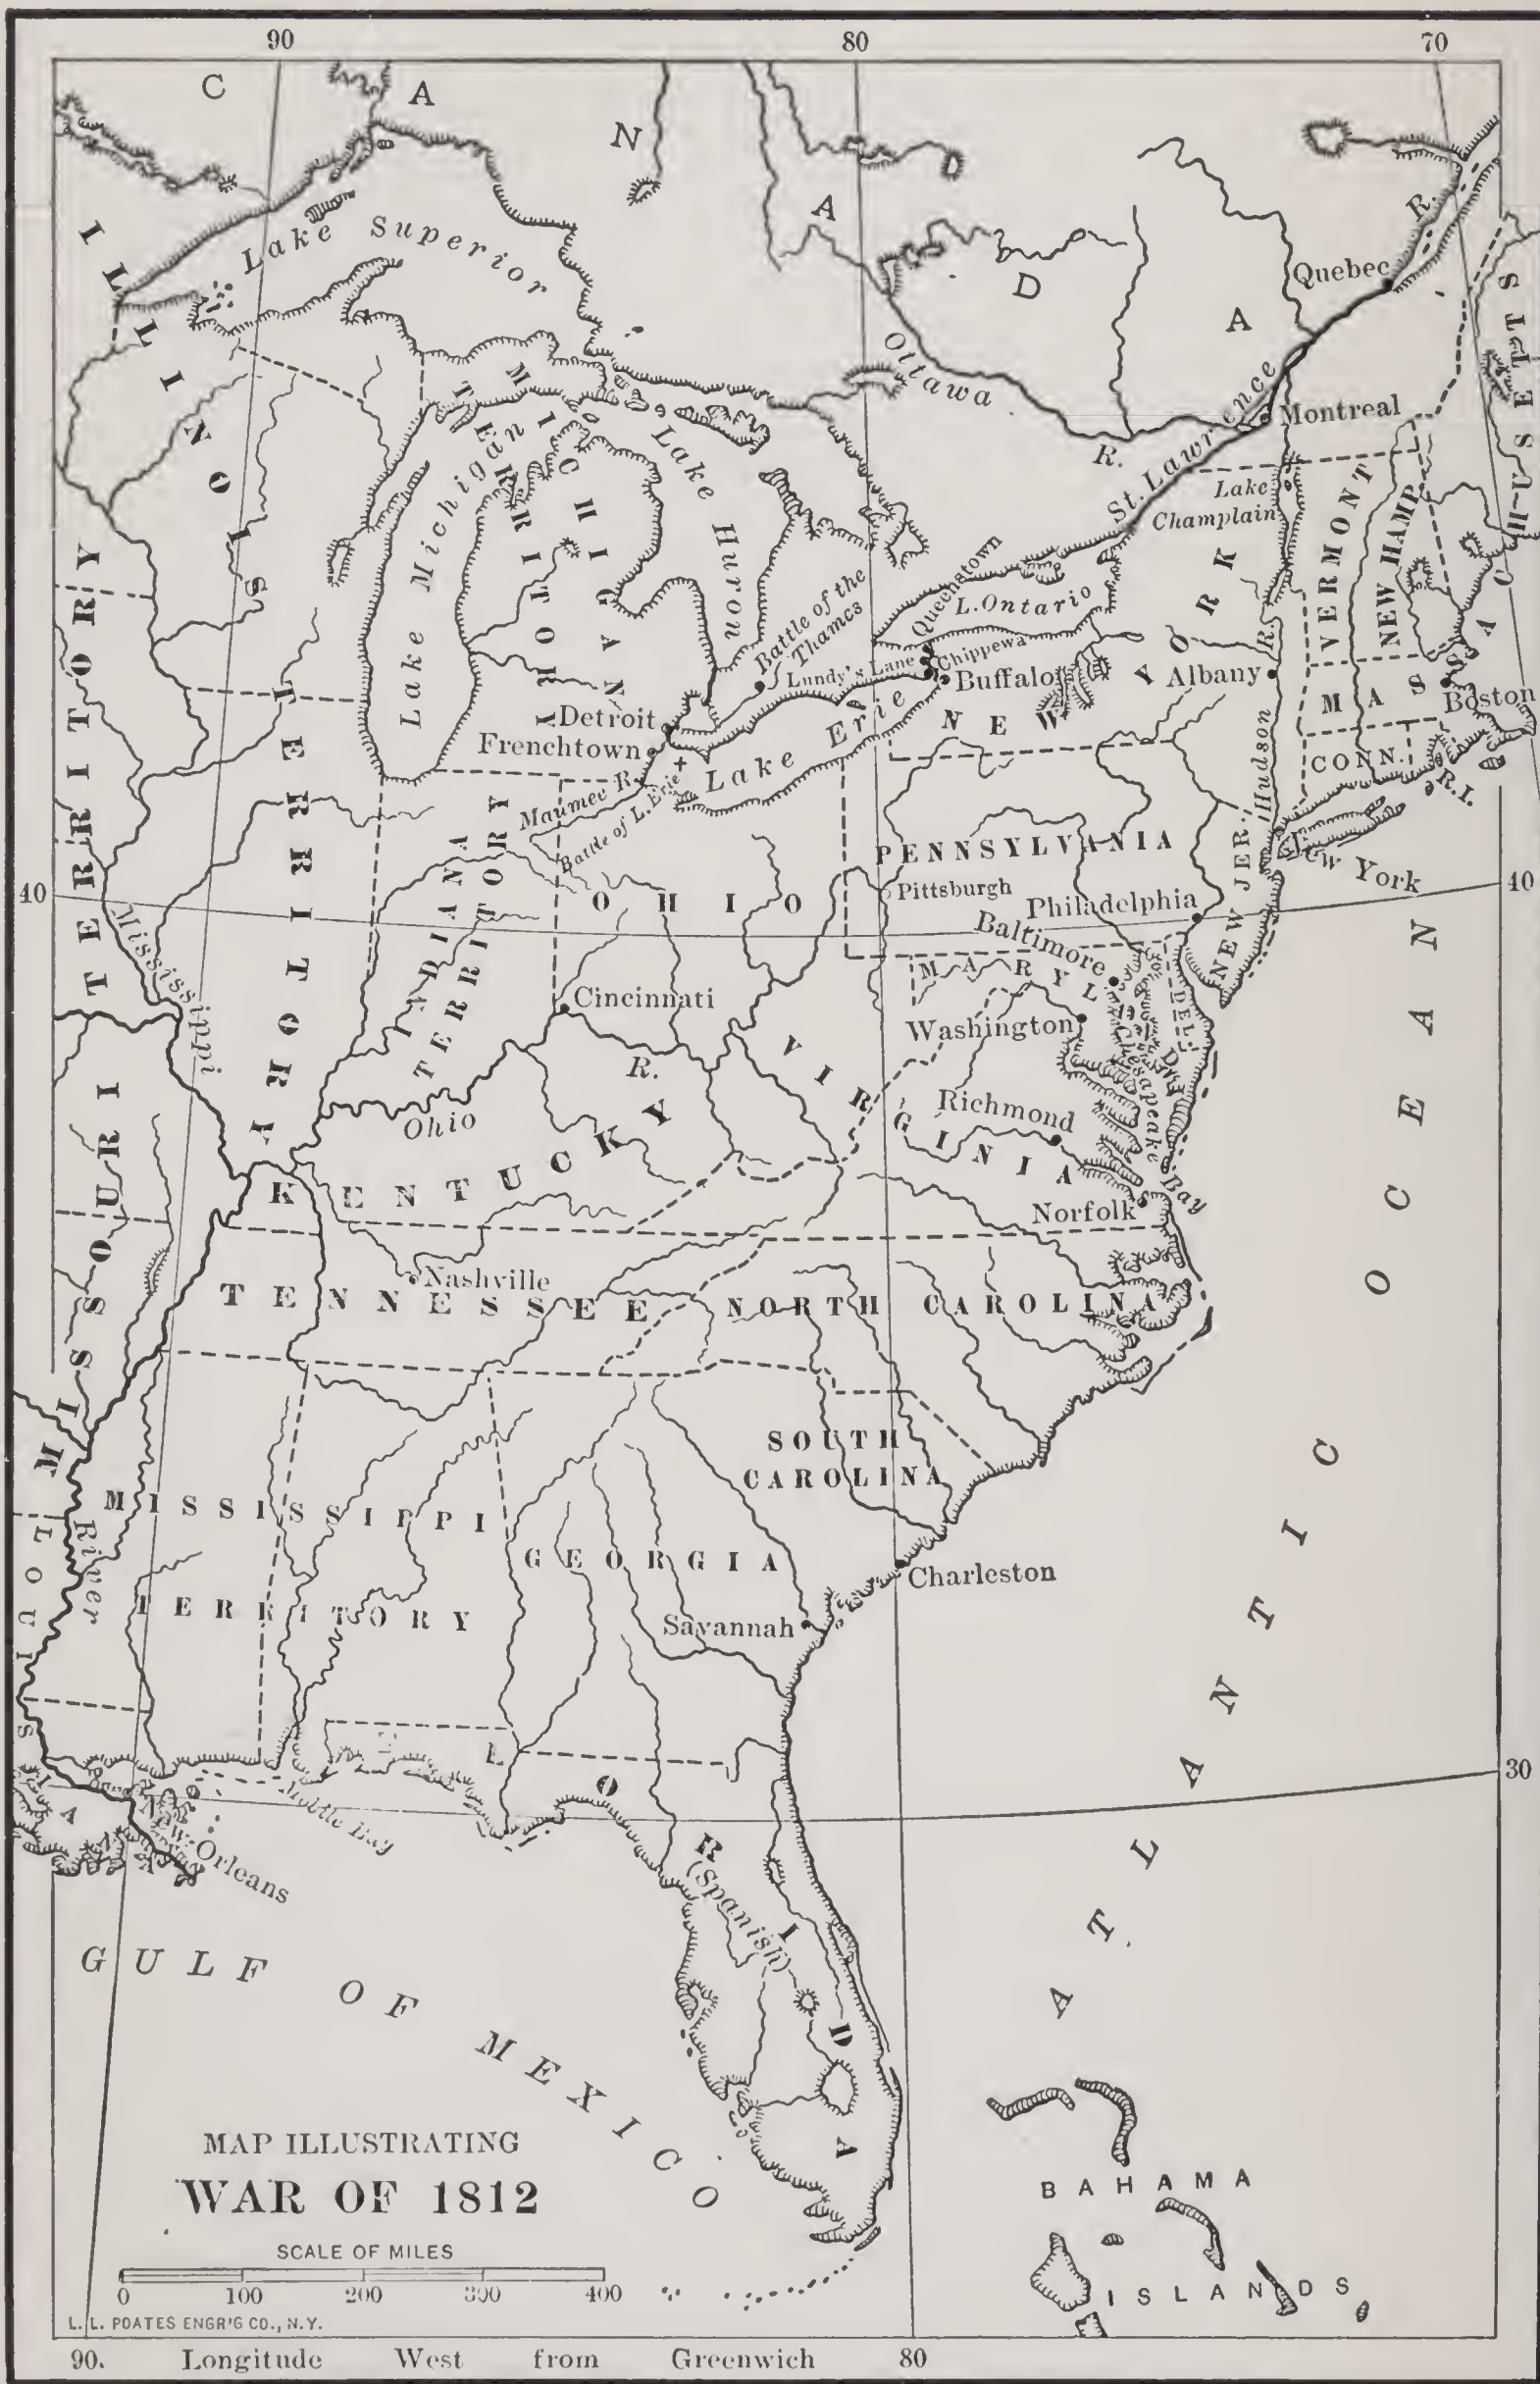 90 80 70
C A N A D A
Lake Superior
Quebec
R.
Ottawa
R.
St. Lawrence
Montreal
Lake
Champlain
ILLINOIS
TERRITORY
MICHIGAN
TERRITORY
Lake Michigan
Lake Huron
Battle of the
Thames
Queenstown
L. Ontario
Lundy's Lane
Chippewa
Buffalo
NEW YORK
Albany
Hudson
R.
VERMONT
NEW HAMP.
MASSACHUSETTS
MASS
Boston
CONN.
R.I.
Detroit
Frenchtown
Maumee R.
Battle of L. Erie
Lake Erie
PENNSYLVANIA
Pittsburgh
Philadelphia
NEW JER.
NEW
New York
40 40
OHIO
INDIANA
TERRITORY
Cincinnati
Baltimore
MARYLAND
DEL.
Washington
Chesapeake Bay
Richmond
VIRGINIA
Norfolk
R.
Ohio
KENTUCKY
Mississippi
MISSOURI
TERRITORY
Nashville
TENNESSEE
NORTH CAROLINA
SOUTH
CAROLINA
MISSISSIPPI
TERRITORY
River
GEORGIA
Charleston
Savannah
LOUISIANA
New Orleans
Mobile Bay
FLORIDA
(Spanish)
30
ATLANTIC OCEAN
GULF OF MEXICO
BAHAMA
ISLANDS
MAP ILLUSTRATING
WAR OF 1812
SCALE OF MILES
0 100 200 300 400
L. L. POATES ENGR'G CO., N.Y.
90. Longitude West from Greenwich 80